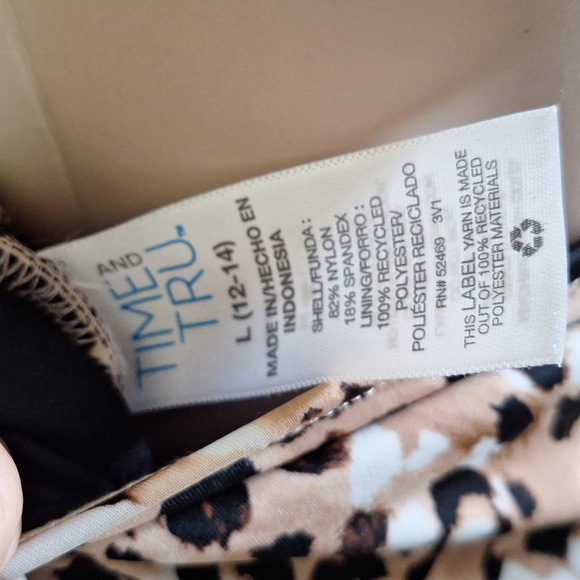 TIME AND
TRU™
L (12-14)
MADE IN/HECHO EN
INDONESIA
SHELL/FUNDA:
82% NYLON
18% SPANDEX
LINING/FORRO:
100% RECYCLED
POLYESTER/
POLIÉSTER RECICLADO
RN# 52469 3V1
THIS LABEL YARN IS MADE
OUT OF 100% RECYCLED
POLYESTER MATERIALS